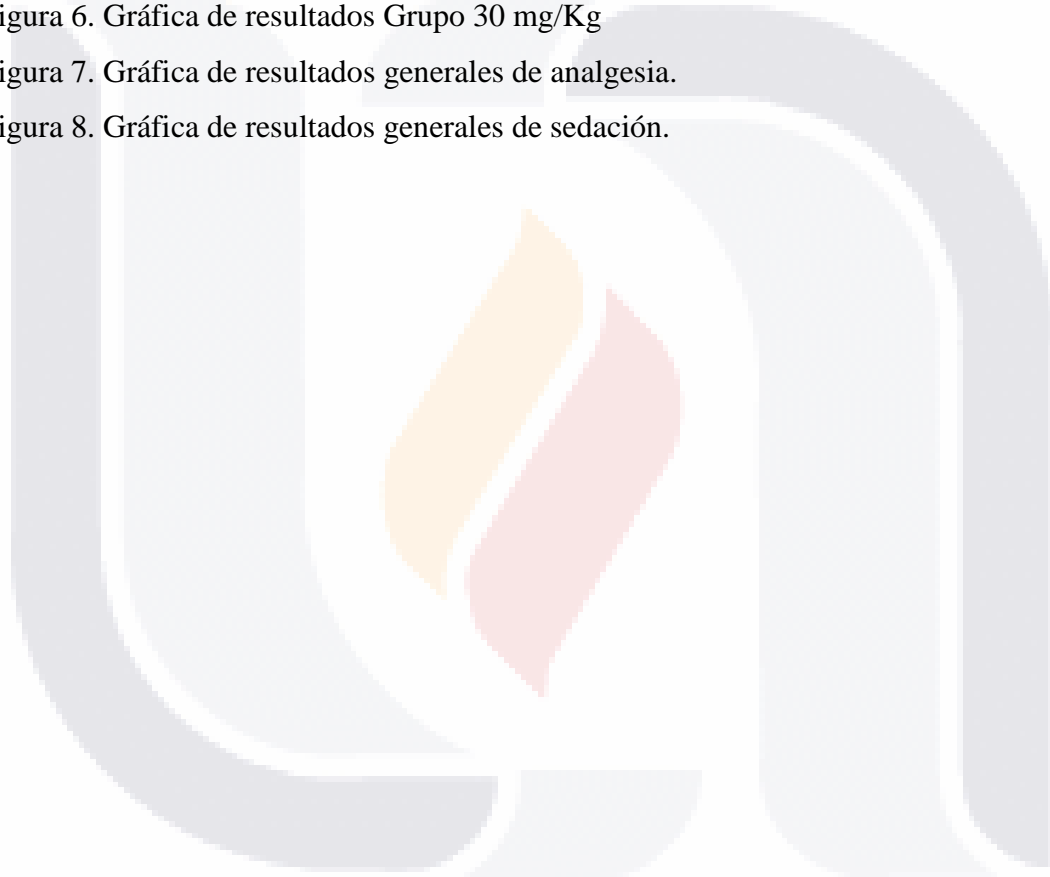 igura 6. Gráfica de resultados Grupo 30 mg/Kg
igura 7. Gráfica de resultados generales de analgesia.
igura 8. Gráfica de resultados generales de sedación.